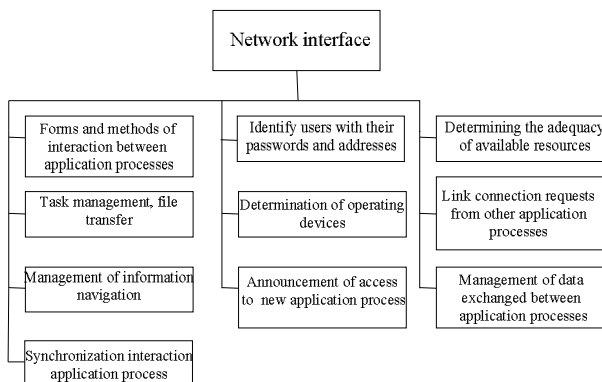 Network interface
Forms and methods of
interaction between
application processes
Task management, file
transfer
Management of information
navigation
Synchronization interaction
application process
Identify users with their
passwords and addresses
Determination of operating
devices
Announcement of access
to new application process
Determining the adequacy
of available resources
Link connection requests
from other application
processes
Management of data
exchanged between
application processes